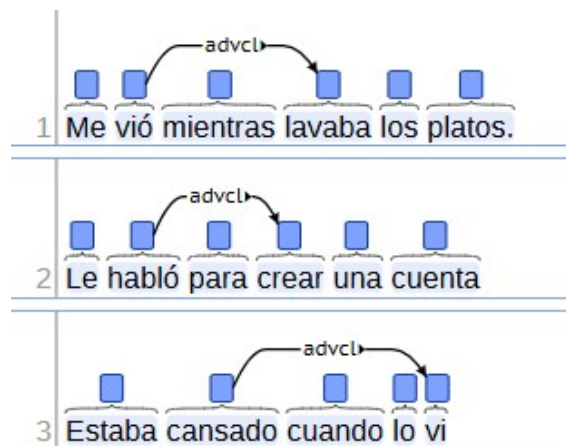 advcl
1 Me vió mientras lavaba los platos.
advcl
2 Le habló para crear una cuenta
advcl
3 Estaba cansado cuando lo vi